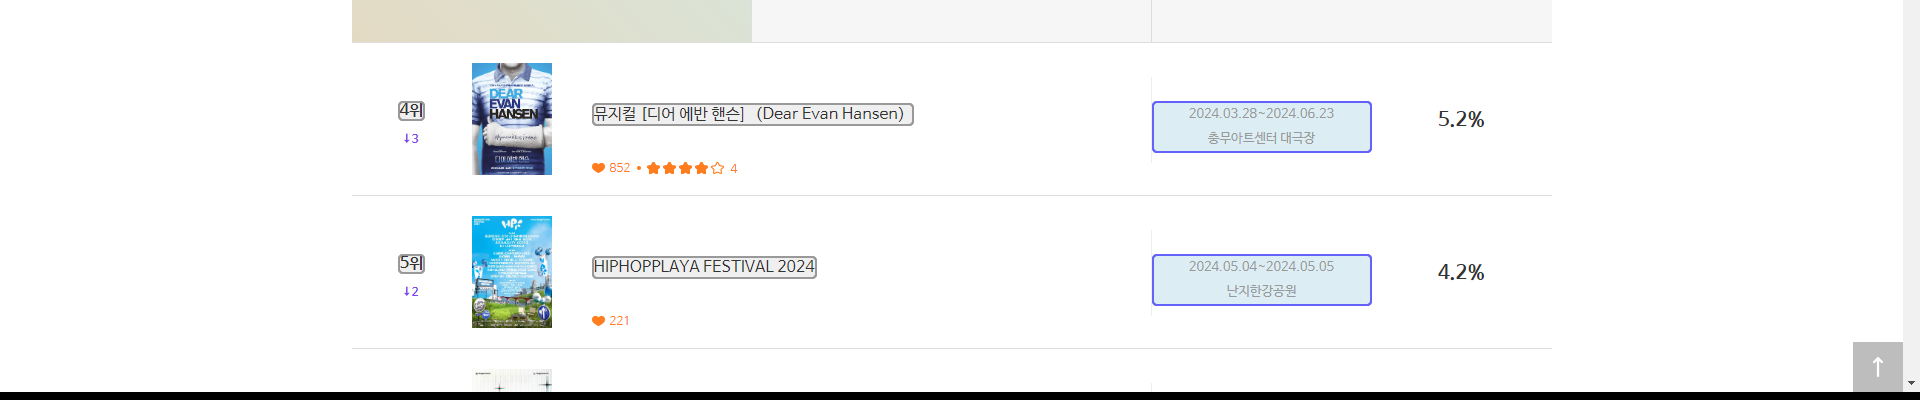 4위
↓3
DEAR
EVAN
HANSEN
디어 에반 핸슨
뮤지컬 [디어 에반 핸슨] (Dear Evan Hansen)
852 • 4
2024.03.28~2024.06.23
충무아트센터 대극장
5.2%
5위
↓2
HPF
HIPHOPPLAYA FESTIVAL 2024
221
2024.05.04~2024.05.05
난지한강공원
4.2%
↑